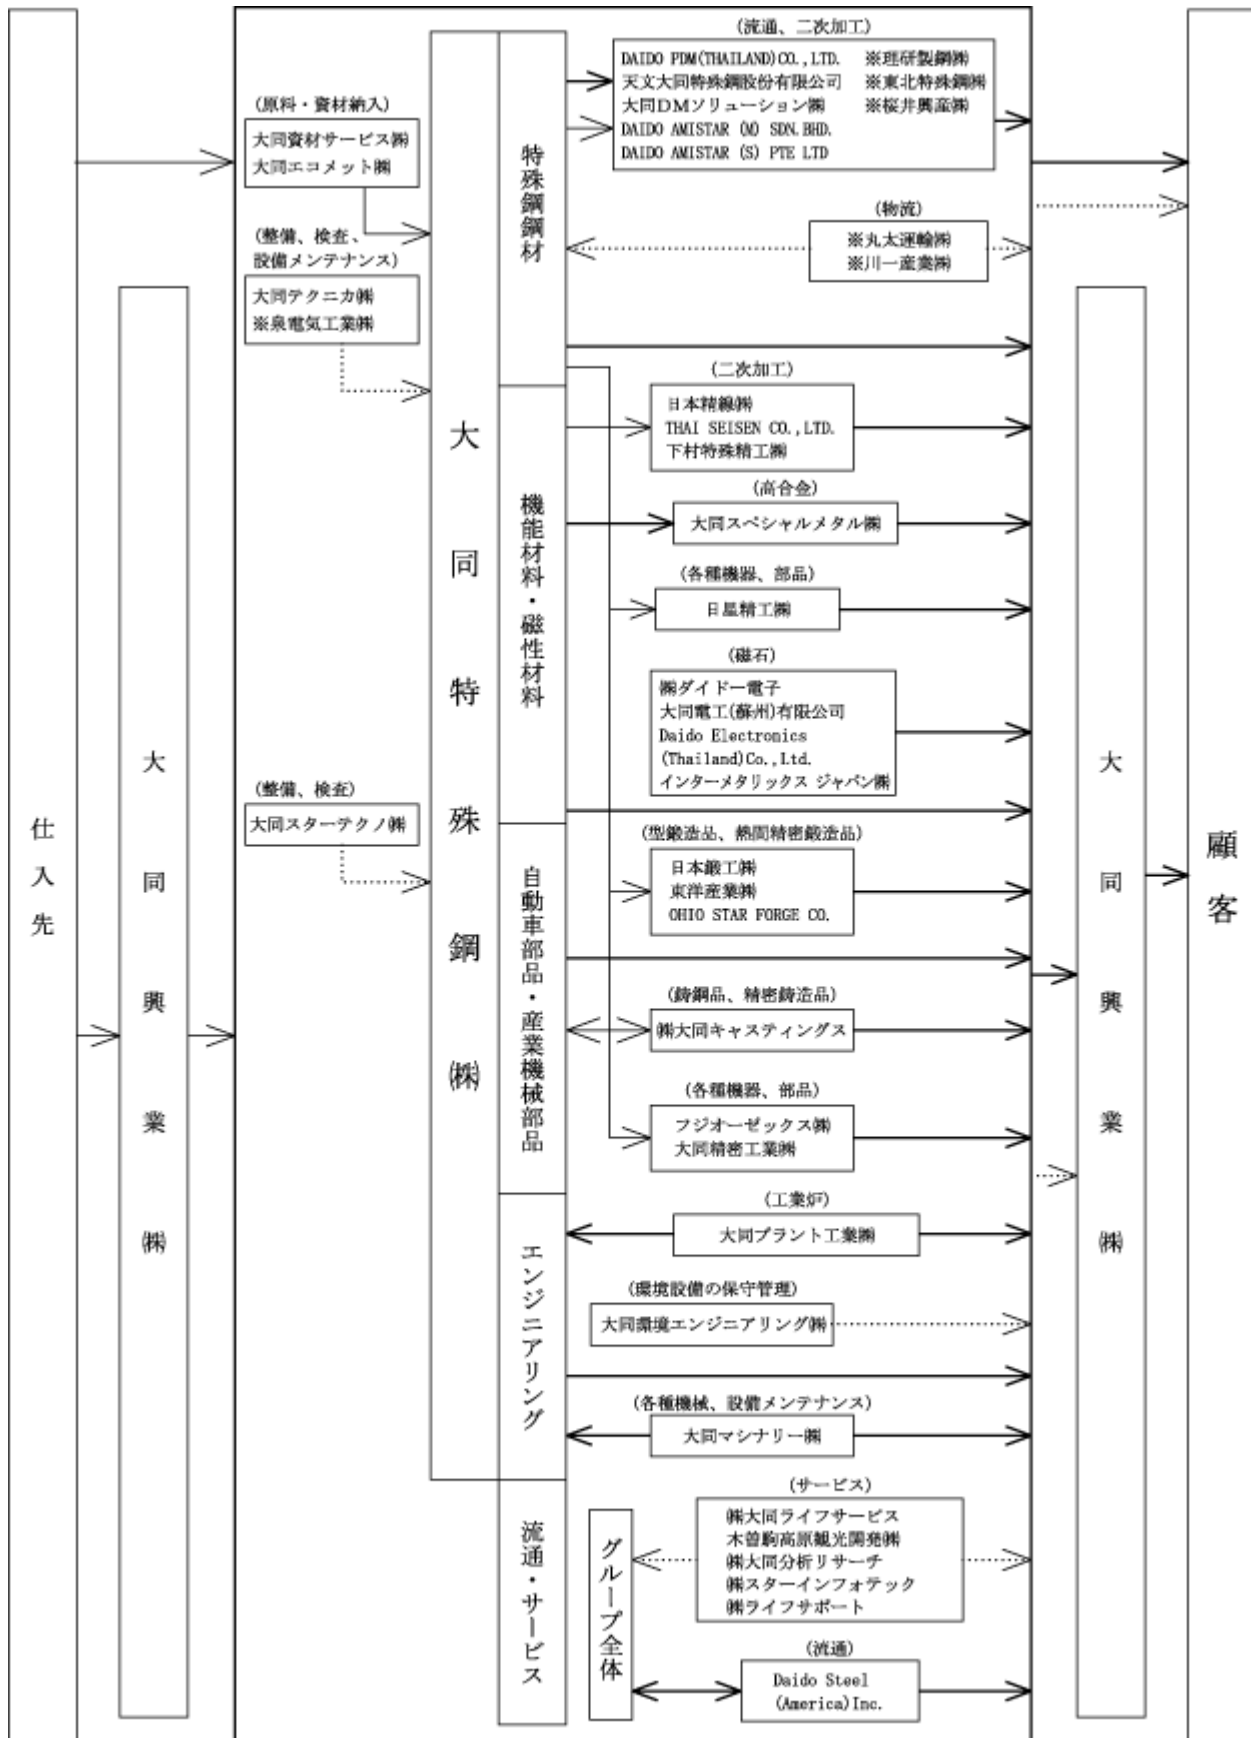 仕入先
大同興業㈱
(原料・資材納入)
大同資材サービス㈱
大同エコメット㈱
(整備、検査、
設備メンテナンス)
大同テクニカ㈱
※泉電気工業㈱
(整備、検査)
大同スターテクノ㈱
大同特殊鋼㈱
特殊鋼鋼材
(流通、二次加工)
DAIDO PDM(THAILAND)CO.,LTD. ※理研製鋼㈱
天文大同特殊鋼股份有限公司 ※東北特殊鋼㈱
大同DMソリューション㈱ ※桜井興産㈱
DAIDO AMISTAR (M) SDN.BHD.
DAIDO AMISTAR (S) PTE LTD
(物流)
※丸太運輸㈱
※川一産業㈱
機能材料・磁性材料
(二次加工)
日本精線㈱
THAI SEISEN CO.,LTD.
下村特殊精工㈱
(高合金)
大同スペシャルメタル㈱
(各種機器、部品)
日星精工㈱
(磁石)
㈱ダイドー電子
大同電工(蘇州)有限公司
Daido Electronics
(Thailand)Co.,Ltd.
インターメタリックス ジャパン㈱
自動車部品・産業機械部品
(型鍛造品、熱間精密鍛造品)
日本鍛工㈱
東洋産業㈱
OHIO STAR FORGE CO.
(鋳鋼品、精密鋳造品)
㈱大同キャスティングス
(各種機器、部品)
フジオーゼックス㈱
大同精密工業㈱
エンジニアリング
(工業炉)
大同プラント工業㈱
(環境設備の保守管理)
大同環境エンジニアリング㈱
(各種機械、設備メンテナンス)
大同マシナリー㈱
流通・サービス
グループ全体
(サービス)
㈱大同ライフサービス
木曽駒高原観光開発㈱
㈱大同分析リサーチ
㈱スターインフォテック
㈱ライフサポート
(流通)
Daido Steel
(America)Inc.
大同興業㈱
顧客